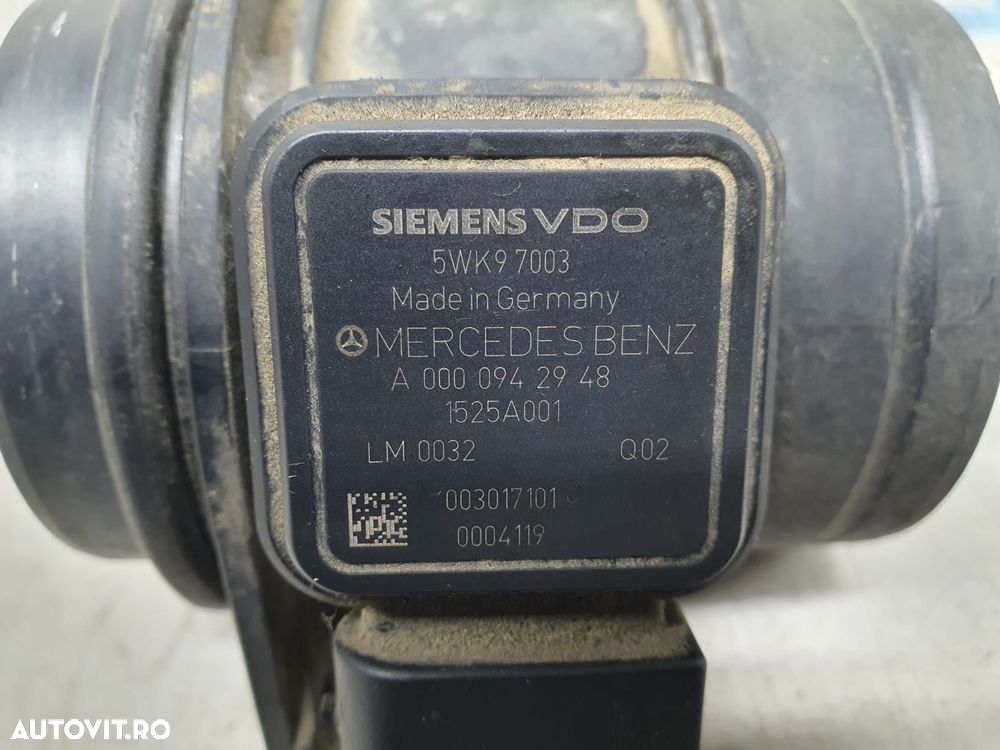 SIEMENS VDO
5WK9 7003
Made in Germany
MERCEDES BENZ
A 000 094 29 48
1525A001
LM 0032 Q02
003017101
0004119
AUTOVIT.RO